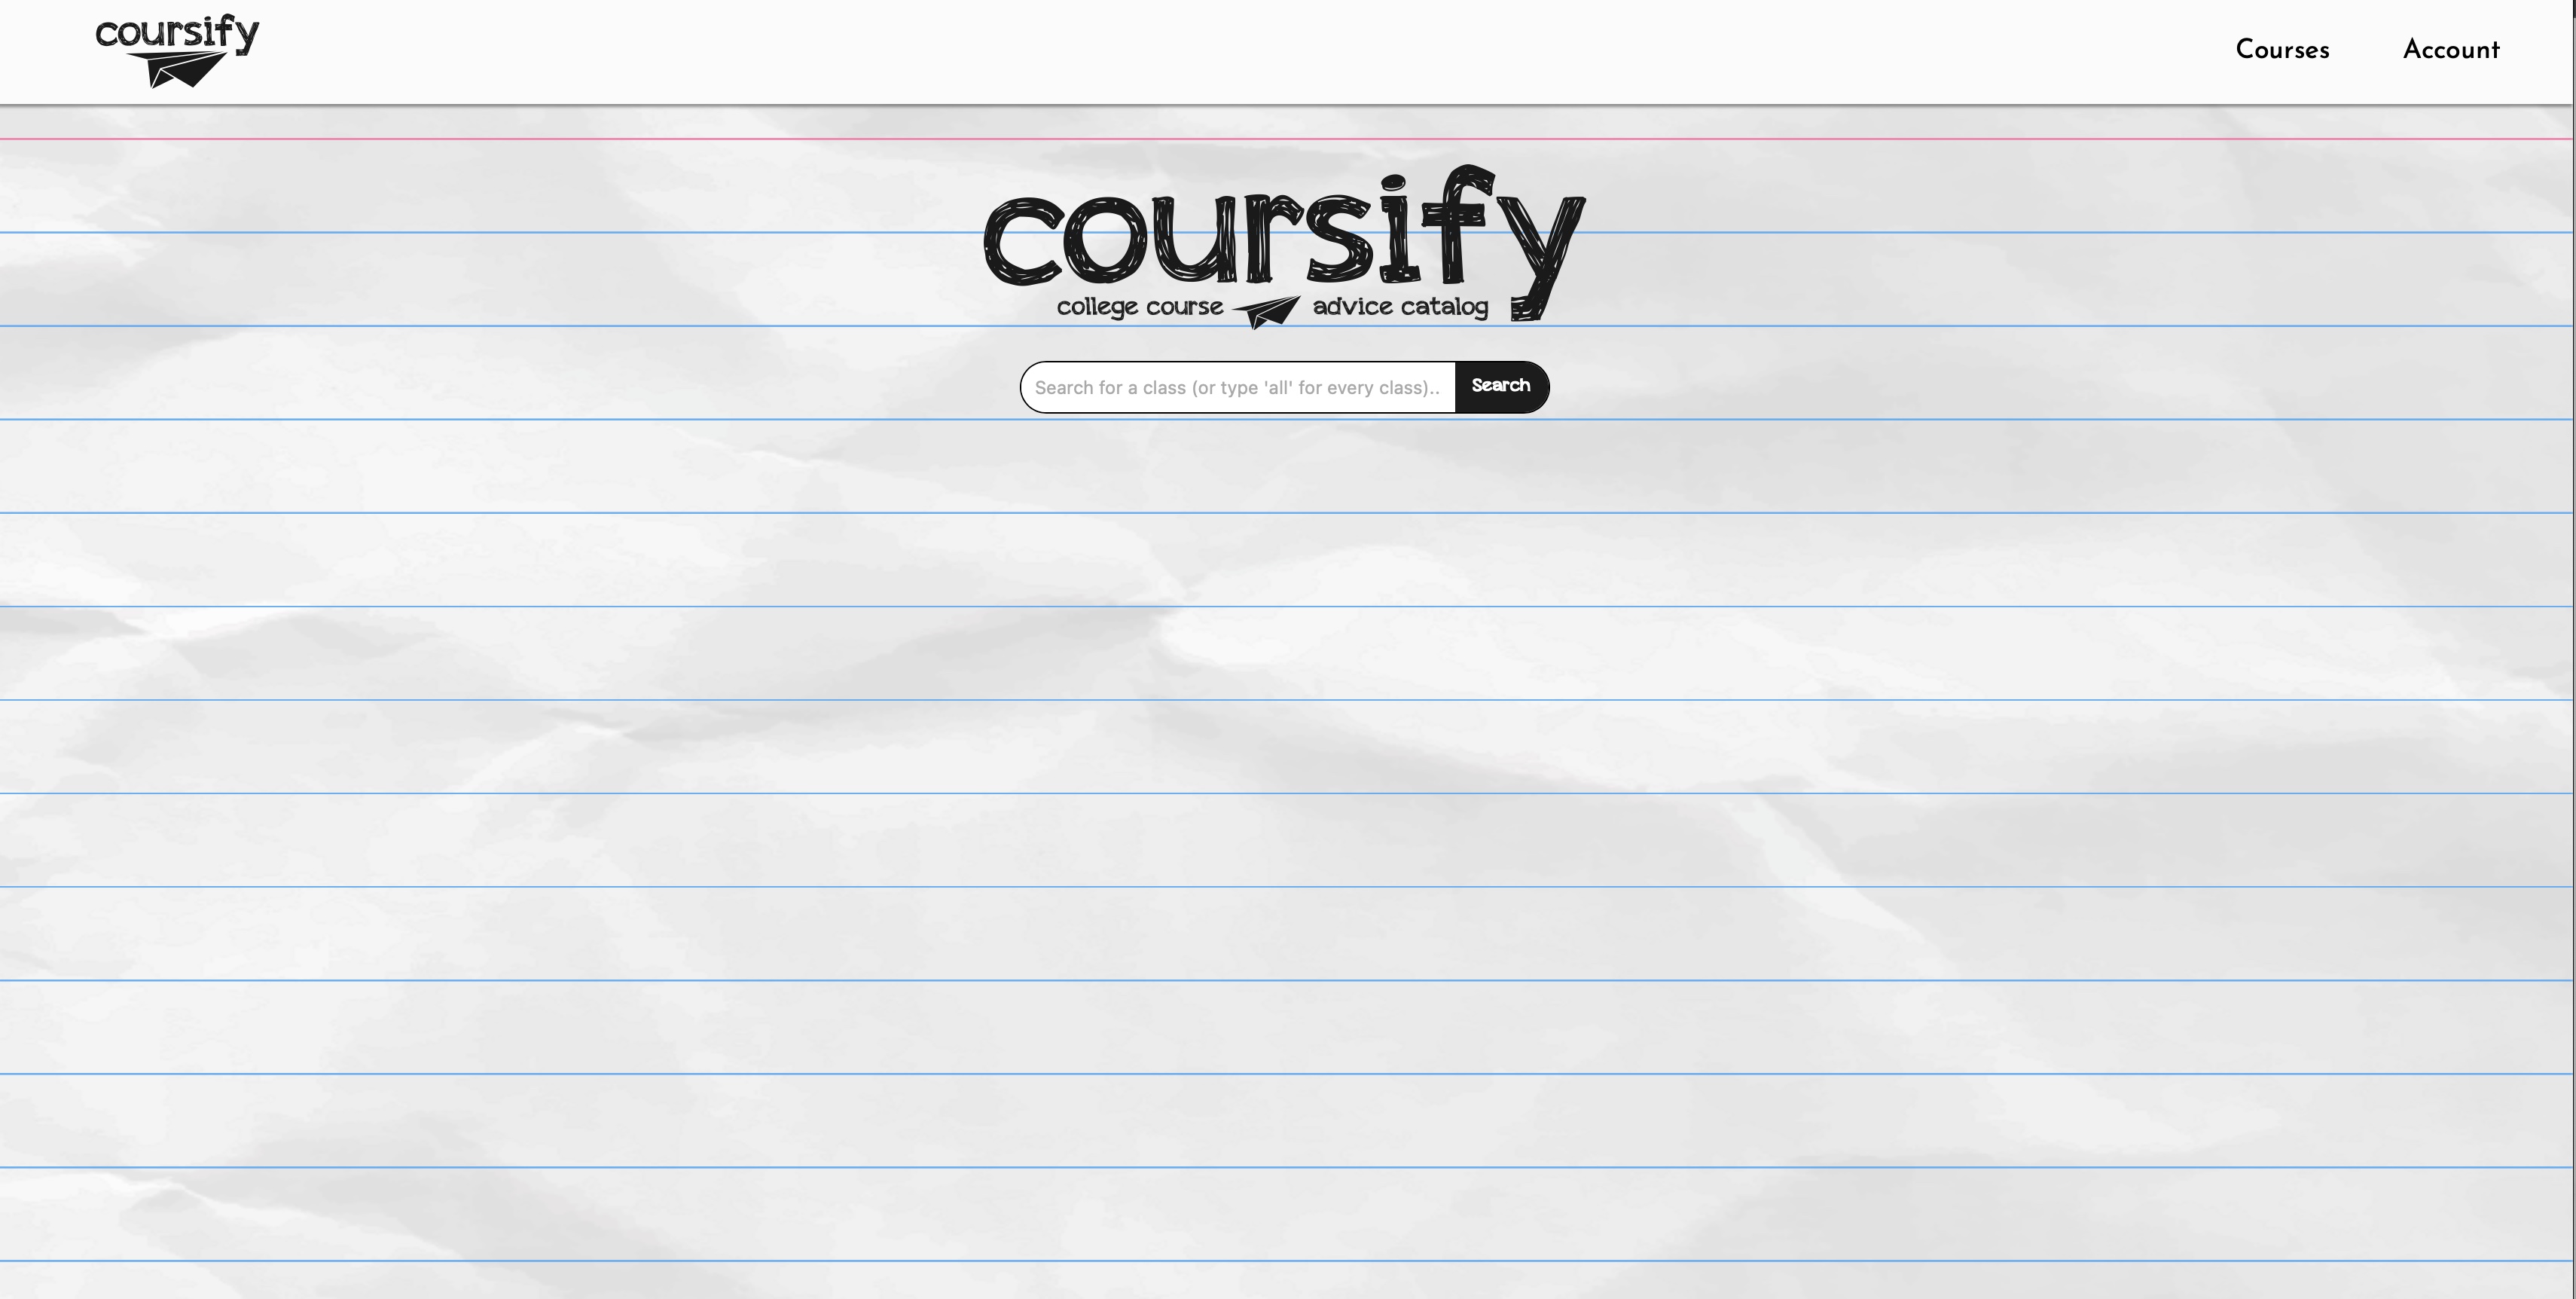 coursify
Courses Account
coursify
college course advice catalog
Search for a class (or type 'all' for every class).. Search